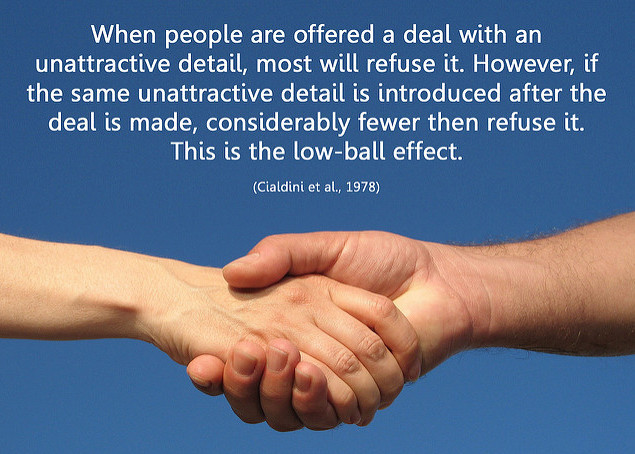 When people are offered a deal with an
unattractive detail, most will refuse it. However, if
the same unattractive detail is introduced after the
deal is made, considerably fewer then refuse it.
This is the low-ball effect.
(Cialdini et al., 1978)